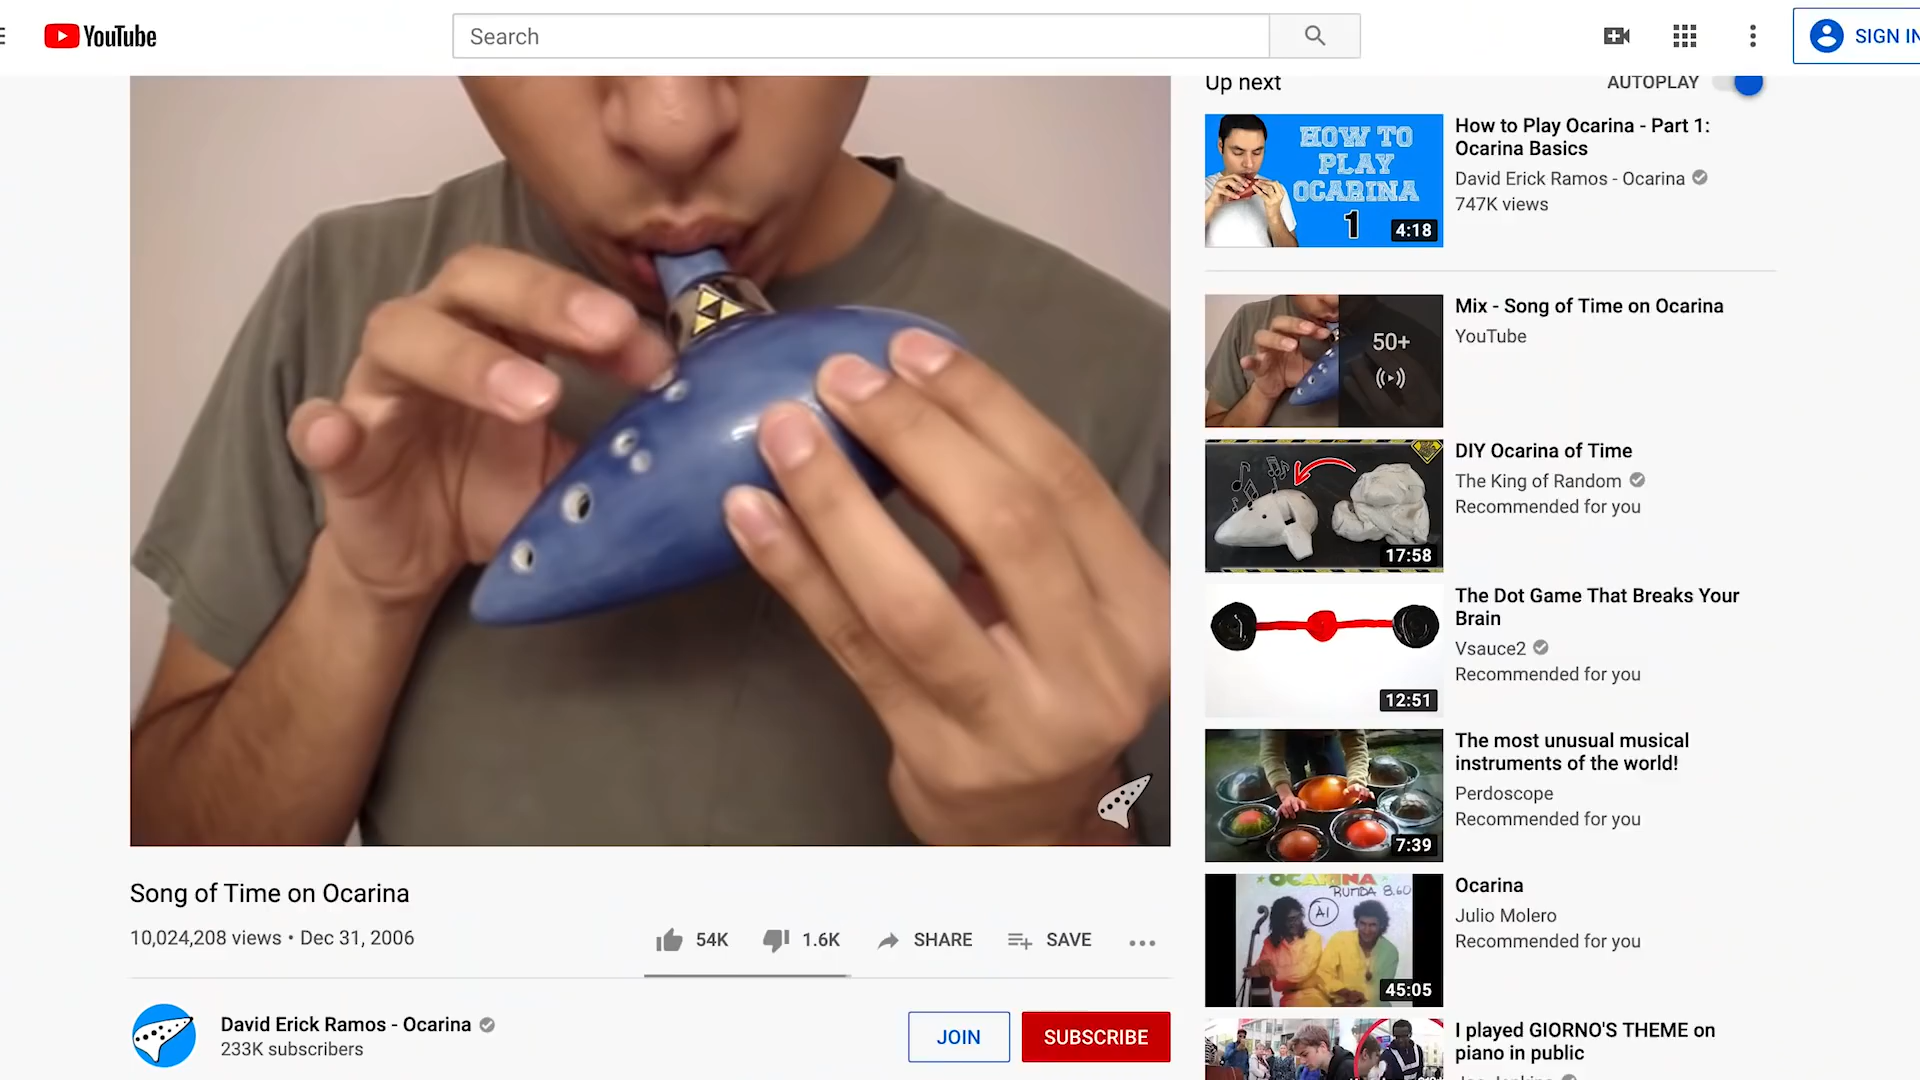 YouTube
Search
SIGN IN
Up next
AUTOPLAY
HOW TO
PLAY
OCARINA
1
4:18
How to Play Ocarina - Part 1:
Ocarina Basics
David Erick Ramos - Ocarina
747K views
50+
Mix - Song of Time on Ocarina
YouTube
17:58
DIY Ocarina of Time
The King of Random
Recommended for you
12:51
The Dot Game That Breaks Your
Brain
Vsauce2
Recommended for you
7:39
The most unusual musical
instruments of the world!
Perdoscope
Recommended for you
OCARINA
RUMBA 8.60
A1
45:05
Ocarina
Julio Molero
Recommended for you
I played GIORNO'S THEME on
piano in public
Song of Time on Ocarina
10,024,208 views • Dec 31, 2006
54K
1.6K
SHARE
SAVE
David Erick Ramos - Ocarina
233K subscribers
JOIN
SUBSCRIBE